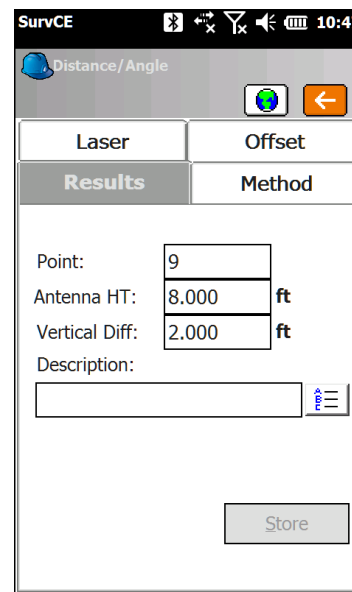 SurvCE 10:4
Distance/Angle
Laser Offset
Results Method
Point: 9
Antenna HT: 8.000 ft
Vertical Diff: 2.000 ft
Description:
A
B
C
Store